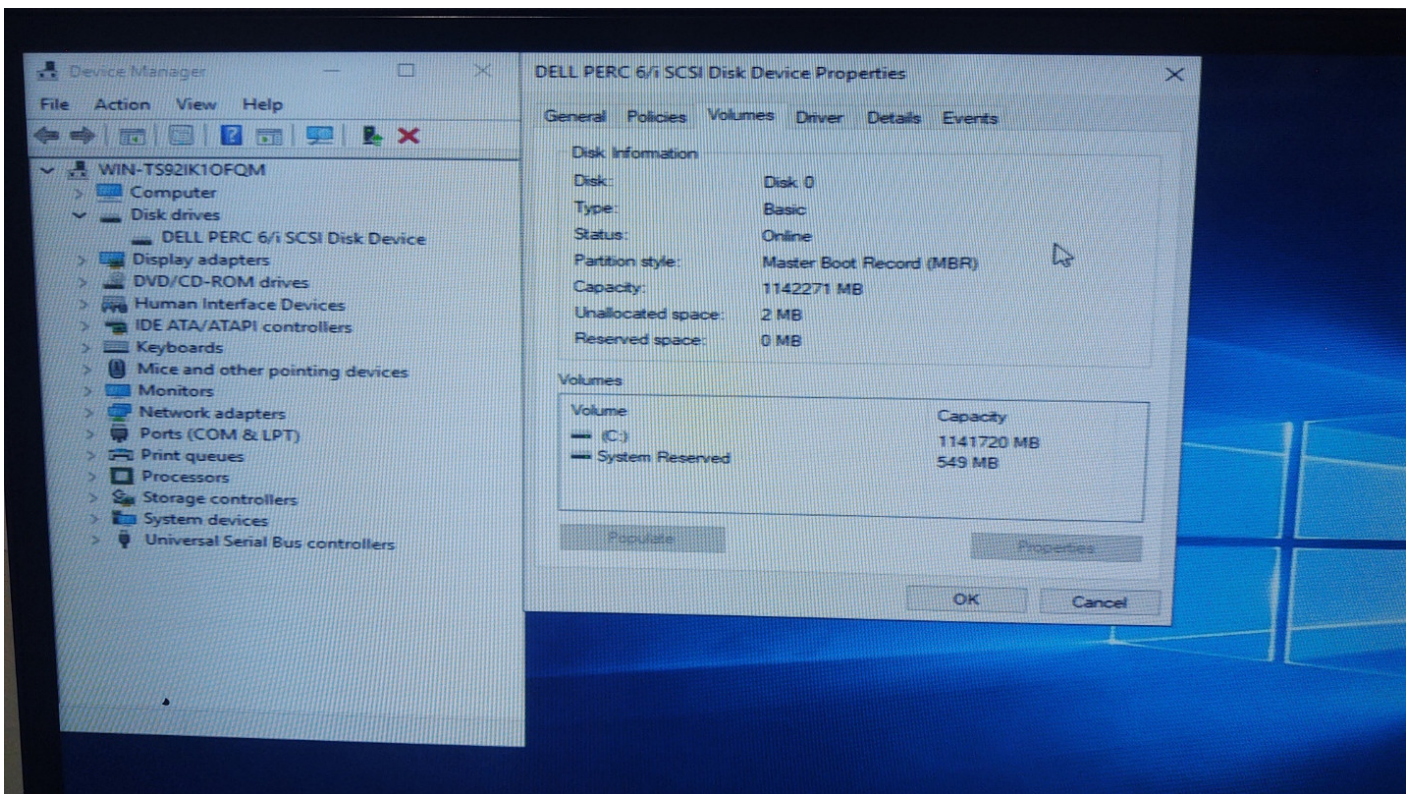 Device Manager
File Action View Help
WIN-TS92IK1OFQM
Computer
Disk drives
DELL PERC 6/i SCSI Disk Device
Display adapters
DVD/CD-ROM drives
Human Interface Devices
IDE ATA/ATAPI controllers
Keyboards
Mice and other pointing devices
Monitors
Network adapters
Ports (COM & LPT)
Print queues
Processors
Storage controllers
System devices
Universal Serial Bus controllers
DELL PERC 6/i SCSI Disk Device Properties
General Policies Volumes Driver Details Events
Disk Information
Disk: Disk 0
Type: Basic
Status: Online
Partition style: Master Boot Record (MBR)
Capacity: 1142271 MB
Unallocated space: 2 MB
Reserved space: 0 MB
Volumes
Volume Capacity
(C:) 1141720 MB
System Reserved 549 MB
Populate Properties
OK Cancel